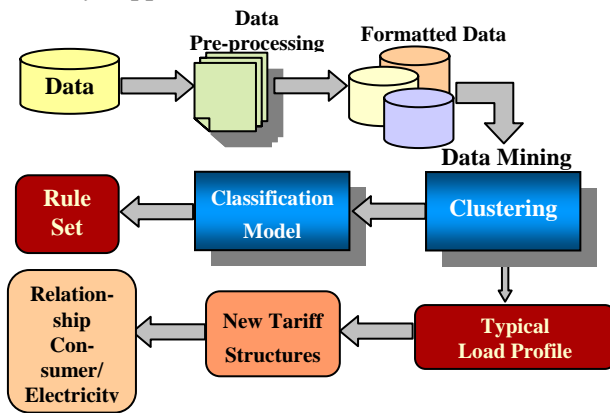 Data
Pre-processing
Formatted Data
Data
Data Mining
Rule
Set
Classification
Model
Clustering
Relation-
ship
Con-
sumer/
Electricity
New Tariff
Structures
Typical
Load Profile